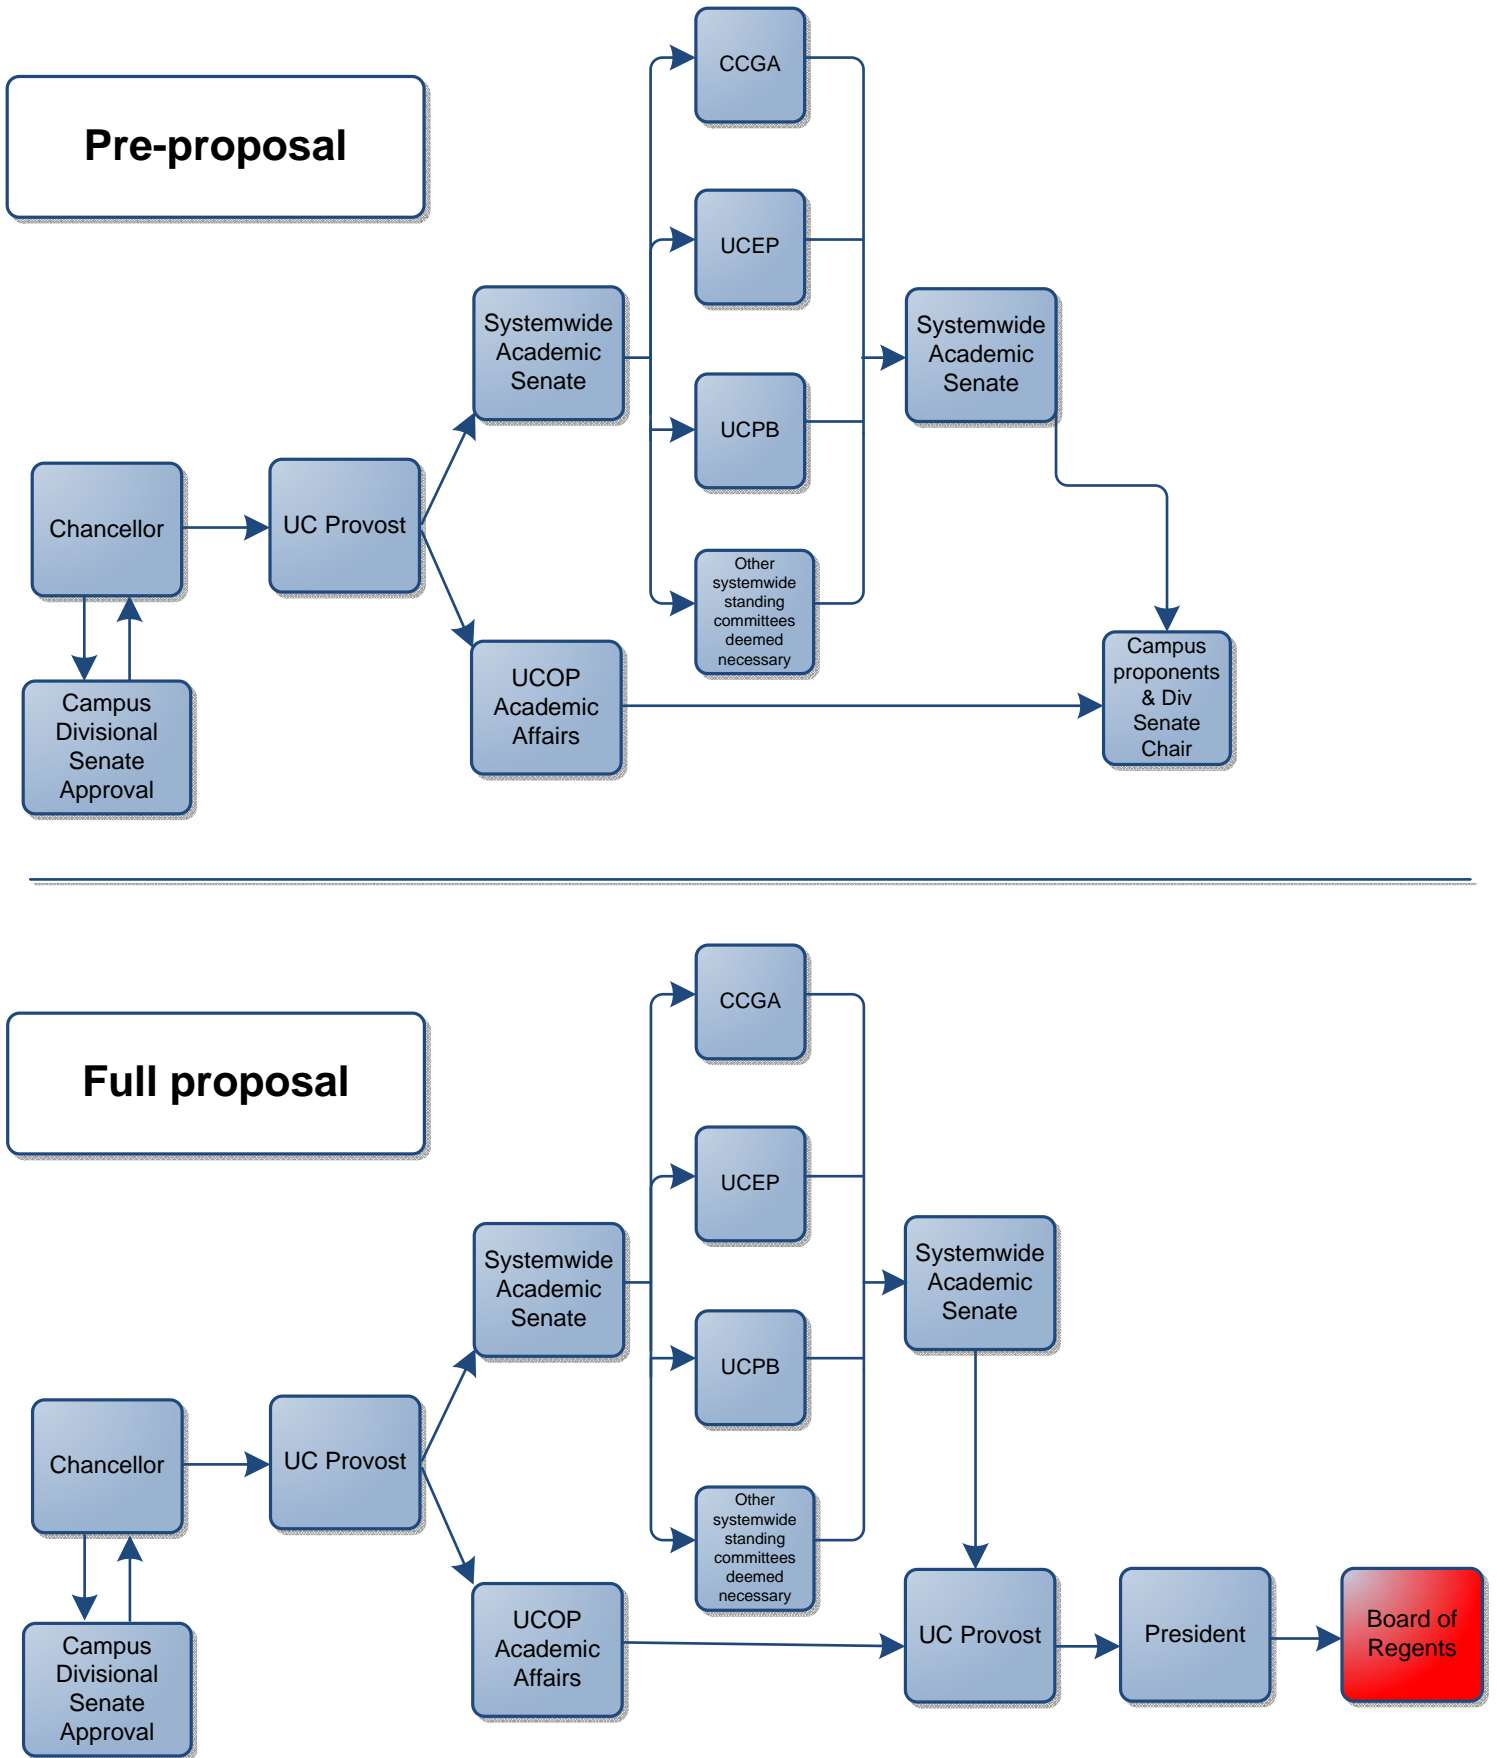 Pre-proposal
CCGA
UCEP
Systemwide
Academic
Senate
Systemwide
Academic
Senate
UCPB
Chancellor
UC Provost
Other
systemwide
standing
committees
deemed
necessary
Campus
Divisional
Senate
Approval
UCOP
Academic
Affairs
Campus
proponents
& Div
Senate
Chair
Full proposal
CCGA
UCEP
Systemwide
Academic
Senate
Systemwide
Academic
Senate
UCPB
Chancellor
UC Provost
Other
systemwide
standing
committees
deemed
necessary
Campus
Divisional
Senate
Approval
UCOP
Academic
Affairs
UC Provost
President
Board of
Regents